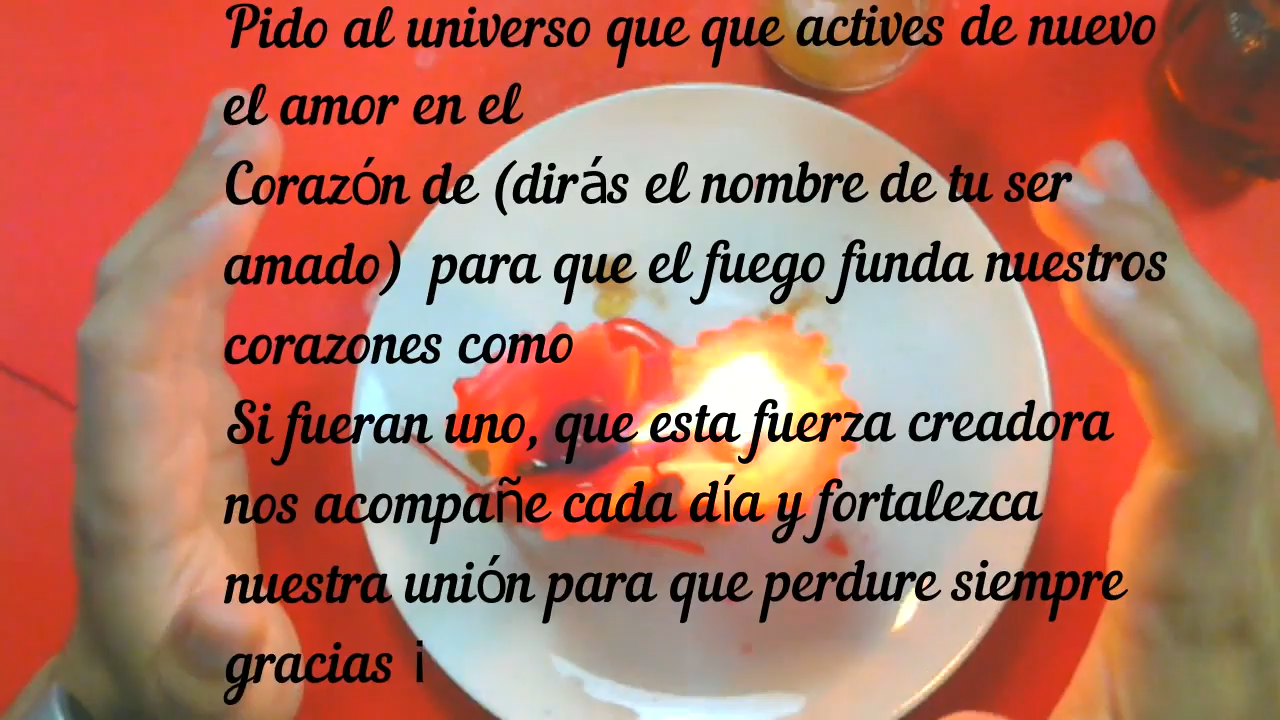 Pido al universo que que actives de nuevo
el amor en el
Corazón de (dirás el nombre de tu ser
amado) para que el fuego funda nuestros
corazones como
Si fueran uno, que esta fuerza creadora
nos acompañe cada día y fortalezca
nuestra unión para que perdure siempre
gracias ¡